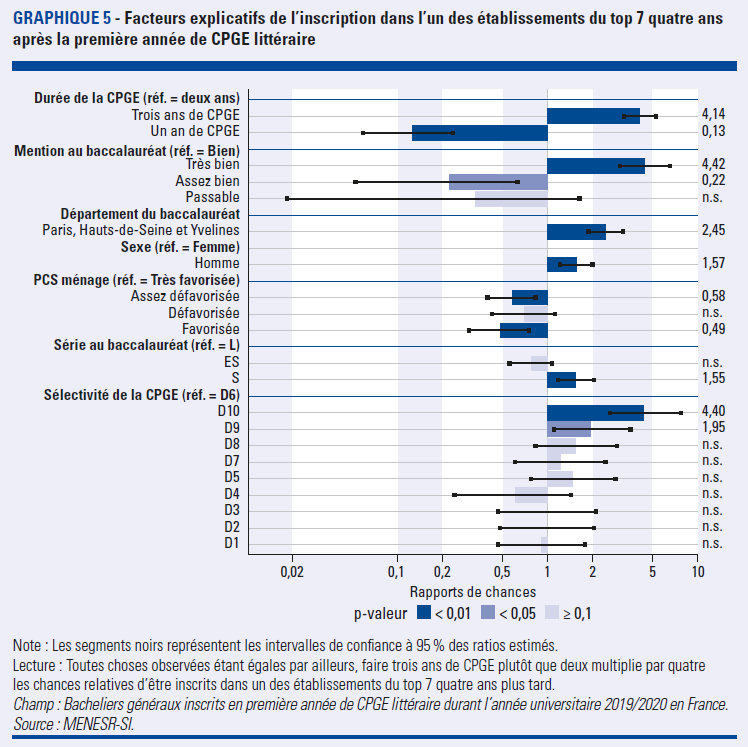 GRAPHIQUE 5 - Facteurs explicatifs de l'inscription dans l'un des établissements du top 7 quatre ans
après la première année de CPGE littéraire
Durée de la CPGE (réf. = deux ans)
Trois ans de CPGE 4,14
Un an de CPGE 0,13
Mention au baccalauréat (réf. = Bien)
Très bien 4,42
Assez bien 0,22
Passable n.s.
Département du baccalauréat
Paris, Hauts-de-Seine et Yvelines 2,45
Sexe (réf. = Femme)
Homme 1,57
PCS ménage (réf. = Très favorisée)
Assez défavorisée 0,58
Défavorisée n.s.
Favorisée 0,49
Série au baccalauréat (réf. = L)
ES n.s.
S 1,55
Sélectivité de la CPGE (réf. = D6)
D10 4,40
D9 1,95
D8 n.s.
D7 n.s.
D5 n.s.
D4 n.s.
D3 n.s.
D2 n.s.
D1 n.s.
0,02 0,1 0,2 0,5 1 2 5 10
Rapports de chances
p-valeur < 0,01 < 0,05 ≥ 0,1
Note : Les segments noirs représentent les intervalles de confiance à 95 % des ratios estimés.
Lecture : Toutes choses observées étant égales par ailleurs, faire trois ans de CPGE plutôt que deux multiplie par quatre
les chances relatives d'être inscrits dans un des établissements du top 7 quatre ans plus tard.
Champ : Bacheliers généraux inscrits en première année de CPGE littéraire durant l'année universitaire 2019/2020 en France.
Source : MENESR-SI.